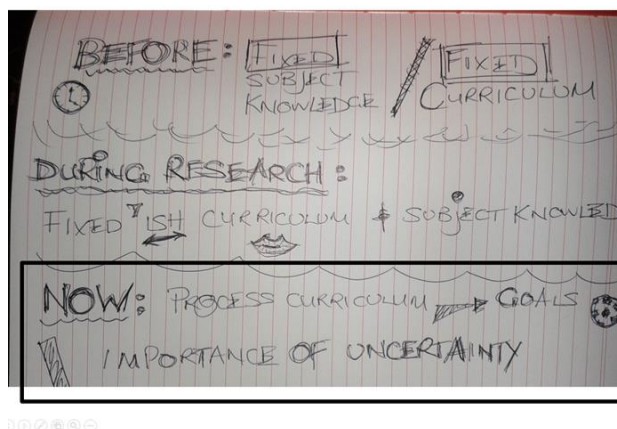 BEFORE: FIXED / FIXED
SUBJECT CURRICULUM
KNOWLEDGE
DURING RESEARCH:
FIXED ISH CURRICULUM & SUBJECT KNOWLED
NOW: PROCESS CURRICULUM → GOALS
IMPORTANCE OF UNCERTAINTY